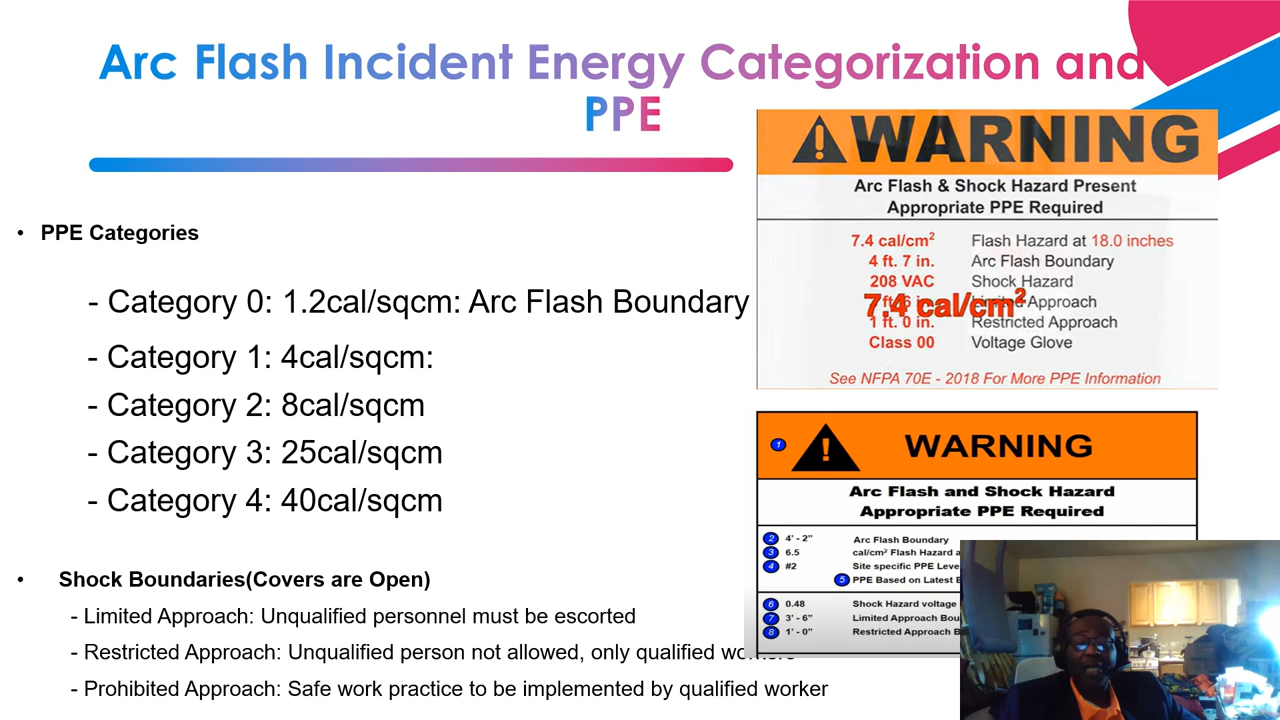 Arc Flash Incident Energy Categorization and
PPE
• PPE Categories
- Category 0: 1.2cal/sqcm: Arc Flash Boundary
- Category 1: 4cal/sqcm:
- Category 2: 8cal/sqcm
- Category 3: 25cal/sqcm
- Category 4: 40cal/sqcm
• Shock Boundaries(Covers are Open)
- Limited Approach: Unqualified personnel must be escorted
- Restricted Approach: Unqualified person not allowed, only qualified workers
- Prohibited Approach: Safe work practice to be implemented by qualified worker
WARNING
Arc Flash & Shock Hazard Present
Appropriate PPE Required
7.4 cal/cm² Flash Hazard at 18.0 inches
4 ft. 7 in. Arc Flash Boundary
208 VAC Shock Hazard
7.4 cal/cm²
Approach
1 ft. 0 in. Restricted Approach
Class 00 Voltage Glove
See NFPA 70E - 2018 For More PPE Information
1 WARNING
Arc Flash and Shock Hazard
Appropriate PPE Required
2 4' - 2" Arc Flash Boundary
3 6.5 cal/cm² Flash Hazard
4 #2 Site specific PPE
5 PPE Based on Latest
6 0.48 Shock Hazard voltage
7 3' - 6" Limited Approach
8 1' - 0" Restricted Approach